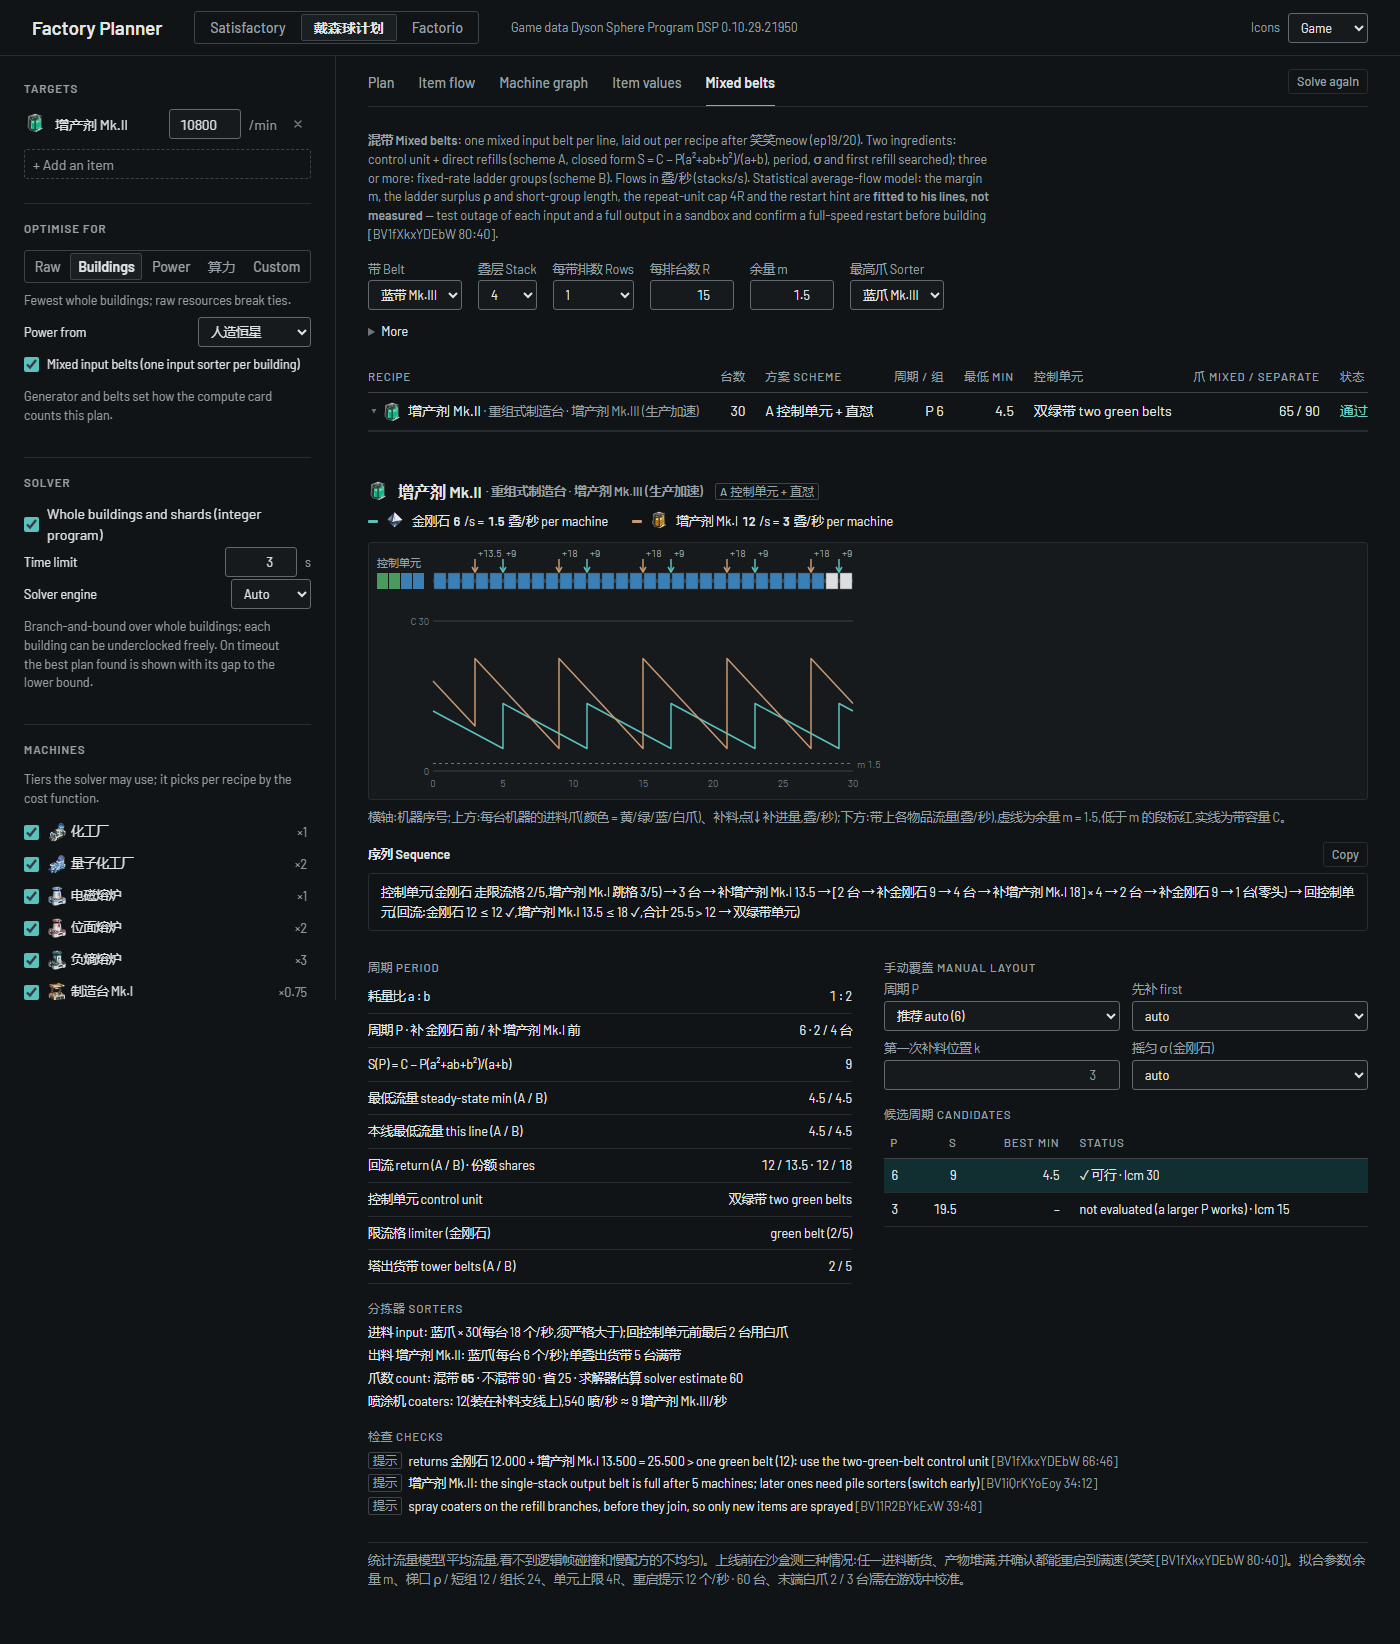 Factory Planner
Satisfactory
戴森球计划
Factorio
Game data Dyson Sphere Program DSP 0.10.29.21950
Icons
Game
TARGETS
增产剂 Mk.II
10800
/min
×
+ Add an item
OPTIMISE FOR
Raw
Buildings
Power
算力
Custom
Fewest whole buildings; raw resources break ties.
Power from
人造恒星
Mixed input belts (one input sorter per building)
Generator and belts set how the compute card
counts this plan.
SOLVER
Whole buildings and shards (integer
program)
Time limit
3
s
Solver engine
Auto
Branch-and-bound over whole buildings; each
building can be underclocked freely. On timeout
the best plan found is shown with its gap to the
lower bound.
MACHINES
Tiers the solver may use; it picks per recipe by the
cost function.
化工厂
×1
量子化工厂
×2
电磁熔炉
×1
位面熔炉
×2
负熵熔炉
×3
制造台 Mk.I
×0.75
Plan
Item flow
Machine graph
Item values
Mixed belts
Solve again
混带 Mixed belts: one mixed input belt per line, laid out per recipe after 笑笑meow (ep19/20). Two ingredients:
control unit + direct refills (scheme A, closed form S = C − P(a²+ab+b²)/(a+b), period, σ and first refill searched); three
or more: fixed-rate ladder groups (scheme B). Flows in 叠/秒 (stacks/s). Statistical average-flow model: the margin
m, the ladder surplus ρ and short-group length, the repeat-unit cap 4R and the restart hint are fitted to his lines, not
measured — test outage of each input and a full output in a sandbox and confirm a full-speed restart before building
[BV1fXkxYDEbW 80:40].
带 Belt
叠层 Stack
每带排数 Rows
每排台数 R
余量 m
最高爪 Sorter
蓝带 Mk.III
4
1
15
1.5
蓝爪 Mk.III
▶ More
RECIPE
台数
方案 SCHEME
周期 / 组
最低 MIN
控制单元
爪 MIXED / SEPARATE
状态
▼ 增产剂 Mk.II · 重组式制造台 · 增产剂 Mk.III (生产加速)
30
A 控制单元 + 直怼
P 6
4.5
双绿带 two green belts
65 / 90
通过
增产剂 Mk.II · 重组式制造台 · 增产剂 Mk.III (生产加速)
A 控制单元 + 直怼
金刚石 6 /s = 1.5 叠/秒 per machine
增产剂 Mk.I 12 /s = 3 叠/秒 per machine
控制单元
+13.5 +9 +18 +9 +18 +9 +18 +9 +18 +9
C 30
m 1.5
0
0 5 10 15 20 25 30
横轴:机器序号;上方:每台机器的进料爪(颜色 = 黄/绿/蓝/白爪)、补料点(↓ 补进量,叠/秒);下方:带上各物品流量(叠/秒),虚线为余量 m = 1.5,低于 m 的段标红,实线为带容量 C。
序列 Sequence
Copy
控制单元(金刚石 走限流格 2/5,增产剂 Mk.I 跳格 3/5) → 3 台 → 补增产剂 Mk.I 13.5 → [2 台 → 补金刚石 9 → 4 台 → 补增产剂 Mk.I 18] × 4 → 2 台 → 补金刚石 9 → 1 台(零头) → 回控制单
元(回流:金刚石 12 ≤ 12 ✓,增产剂 Mk.I 13.5 ≤ 18 ✓,合计 25.5 > 12 → 双绿带单元)
周期 PERIOD
耗量比 a : b
1 : 2
周期 P · 补 金刚石 前 / 补 增产剂 Mk.I 前
6 · 2 / 4 台
S(P) = C − P(a²+ab+b²)/(a+b)
9
最低流量 steady-state min (A / B)
4.5 / 4.5
本线最低流量 this line (A / B)
4.5 / 4.5
回流 return (A / B) · 份额 shares
12 / 13.5 · 12 / 18
控制单元 control unit
双绿带 two green belts
限流格 limiter (金刚石)
green belt (2/5)
塔出货带 tower belts (A / B)
2 / 5
手动覆盖 MANUAL LAYOUT
周期 P
先补 first
推荐 auto (6)
auto
第一次补料位置 k
摇匀 σ (金刚石)
3
auto
候选周期 CANDIDATES
P
S
BEST MIN
STATUS
6
9
4.5
✓ 可行 · lcm 30
3
19.5
–
not evaluated (a larger P works) · lcm 15
分拣器 SORTERS
进料 input: 蓝爪 × 30(每台 18 个/秒,须严格大于);回控制单元前最后 2 台用白爪
出料 增产剂 Mk.II: 蓝爪(每台 6 个/秒);单叠出货带 5 台满带
爪数 count: 混带 65 · 不混带 90 · 省 25 · 求解器估算 solver estimate 60
喷涂机 coaters: 12(装在补料支线上),540 喷/秒 ≈ 9 增产剂 Mk.III/秒
检查 CHECKS
提示 returns 金刚石 12.000 + 增产剂 Mk.I 13.500 = 25.500 > one green belt (12): use the two-green-belt control unit [BV1fXkxYDEbW 66:46]
提示 增产剂 Mk.II: the single-stack output belt is full after 5 machines; later ones need pile sorters (switch early) [BV1iQrKYoEoy 34:12]
提示 spray coaters on the refill branches, before they join, so only new items are sprayed [BV11R2BYkExW 39:48]
统计流量模型(平均流量,看不到逻辑帧碰撞和慢配方的不均匀)。上线前在沙盒测三种情况:任一进料断货、产物堆满,并确认都能重启到满速 (笑笑 [BV1fXkxYDEbW 80:40])。拟合参数(余
量 m、梯口 ρ / 短组 12 / 组长 24、单元上限 4R、重启提示 12 个/秒 · 60 台、末端白爪 2 / 3 台)需在游戏中校准。